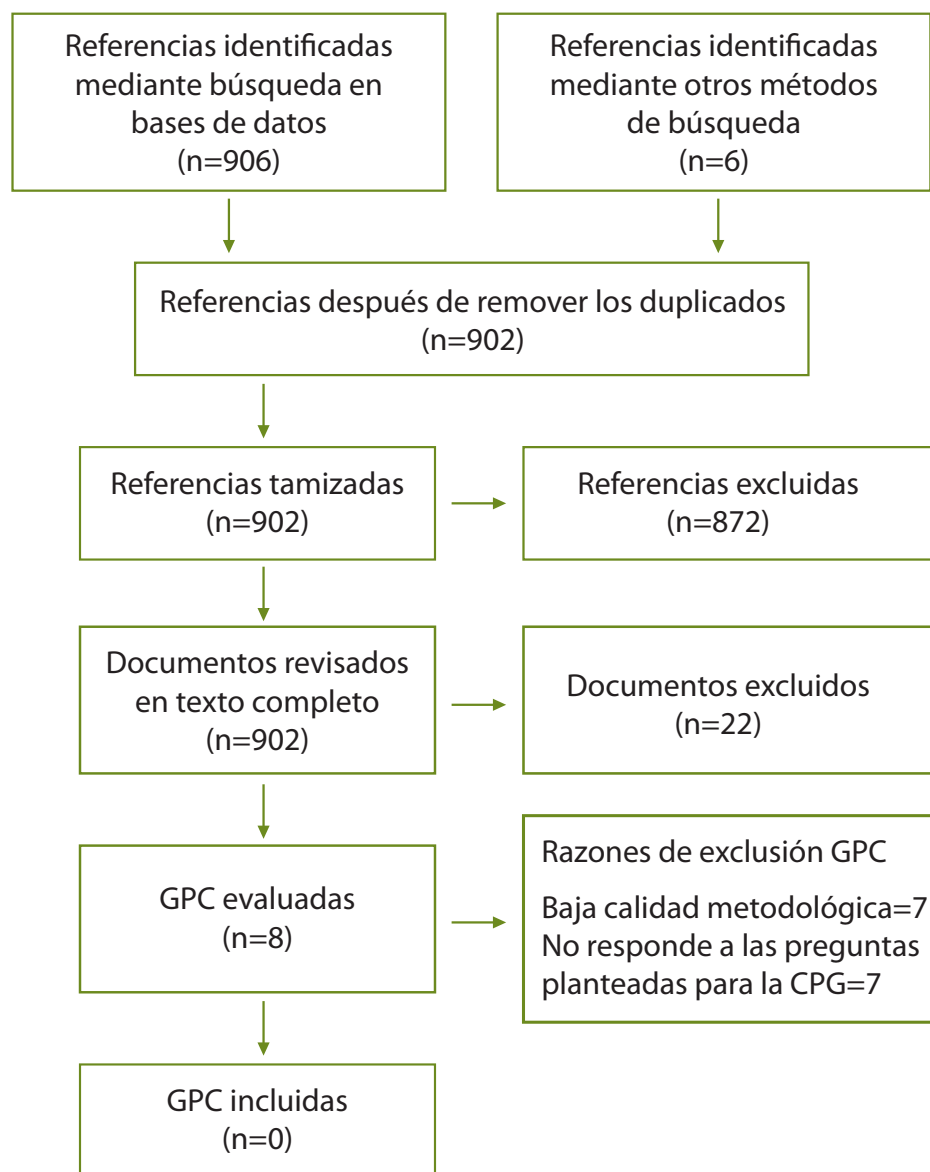 Referencias identificadas
mediante búsqueda en
bases de datos
(n=906)
Referencias identificadas
mediante otros métodos
de búsqueda
(n=6)
Referencias después de remover los duplicados
(n=902)
Referencias tamizadas
(n=902)
Referencias excluidas
(n=872)
Documentos revisados
en texto completo
(n=902)
Documentos excluidos
(n=22)
GPC evaluadas
(n=8)
Razones de exclusión GPC
Baja calidad metodológica=7
No responde a las preguntas
planteadas para la CPG=7
GPC incluidas
(n=0)